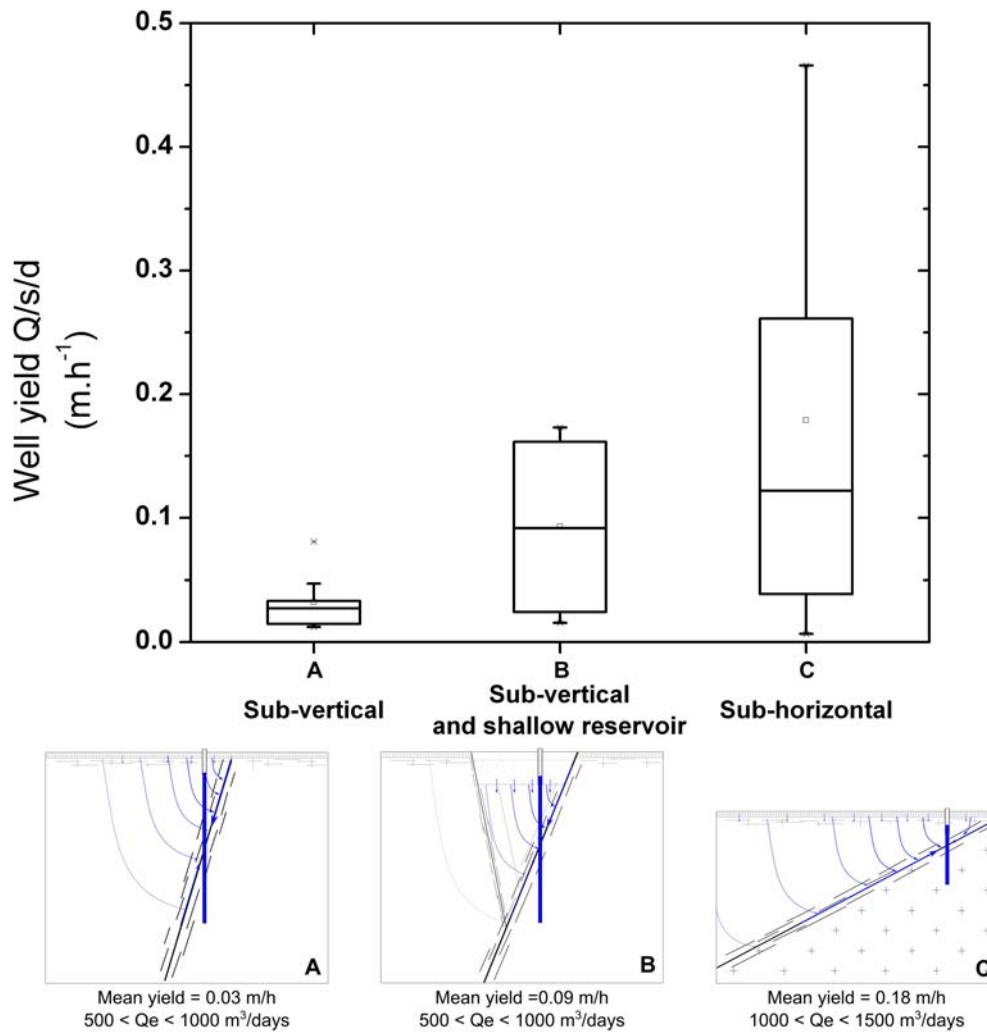 0.5
0.4
0.3
0.2
0.1
0.0
Well yield Q/s/d
(m.h⁻¹)
A
B
C
Sub-vertical
Sub-vertical
and shallow reservoir
Sub-horizontal
A
B
C
Mean yield = 0.03 m/h
500 < Qe < 1000 m³/days
Mean yield =0.09 m/h
500 < Qe < 1000 m³/days
Mean yield = 0.18 m/h
1000 < Qe < 1500 m³/days